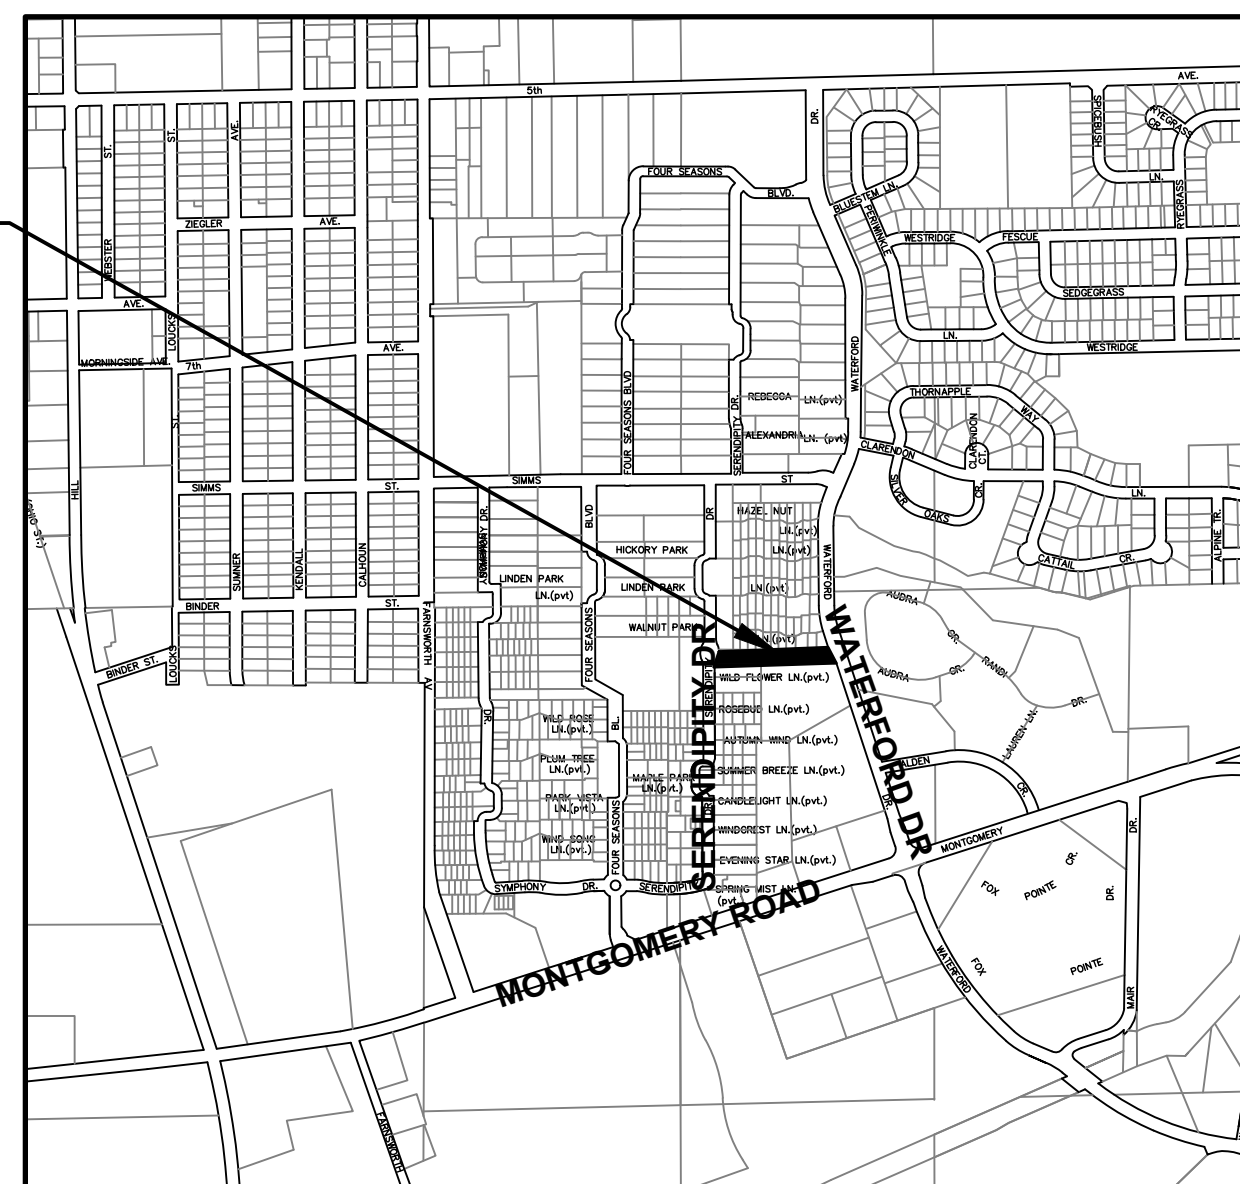 AVE.
5th
DR.
SPICEBUSH
RYEGRASS
CR.
ST.
AVE.
ST.
FOUR SEASONS
BLVD.
BLUESTEM LN.
LN.
RYEGRASS
ZIEGLER
AVE.
PERIWINKLE
WESTRIDGE
FESCUE
WEBSTER
SEDGEGRASS
AVE.
LOUCKS
LN.
WESTRIDGE
MORNINGSIDE AVE.
7th
AVE.
WATERFORD
FOUR SEASONS BLVD
SERENDIPITY DR.
REBECCA
LN.(pvt)
THORNAPPLE
WAY
ST.
ALEXANDRIA
LN. (pvt)
CLARENDON
CLARENDON
CT.
HILL
SIMMS
ST.
SIMMS
ST
SILVER
OAKS
CR.
LN.
OHIO ST.)
DR.
BLVD
DR
HAZEL NUT
LN.(pvt)
HICKORY PARK
LN.(pvt)
ALPINE TR.
SUMNER
KENDALL
CALHOUN
LINDEN PARK
LN.(pvt)
LINDEN PARK
LN.(pvt)
WATERFORD
CATTAIL
CR.
BINDER
ST.
FARNSWORTH AV
FOUR SEASONS
WALNUT PARK
LN.(pvt)
AUDRA
CR.
BINDER ST.
LOUCKS
SERENDIPITY DR
WATERFORD DR
SERENDIPITY
WILD FLOWER LN.(pvt.)
AUDRA
CR.
RANDI
DR.
DR.
BL.
ROSEBUD LN.(pvt.)
WILD ROSE
LN.(pvt.)
AUTUMN WIND LN.(pvt.)
LAUREN LN.
PLUM TREE
LN.(pvt.)
MAPLE PARK
LN.(pvt.)
SUMMER BREEZE LN.(pvt.)
WALDEN
CR.
PARK VISTA
LN.(pvt.)
DR.
CANDLELIGHT LN.(pvt.)
DR.
WIND SONG
LN.(pvt.)
FOUR SEASONS
WINDCREST LN.(pvt.)
MONTGOMERY
DR.
EVENING STAR LN.(pvt.)
SYMPHONY
DR.
SERENDIPITY
SPRING MIST LN.
(pvt.)
MONTGOMERY ROAD
FOX
POINTE
CR.
DR.
WATERFORD
FOX
POINTE
MAIR
FARNSWORTH